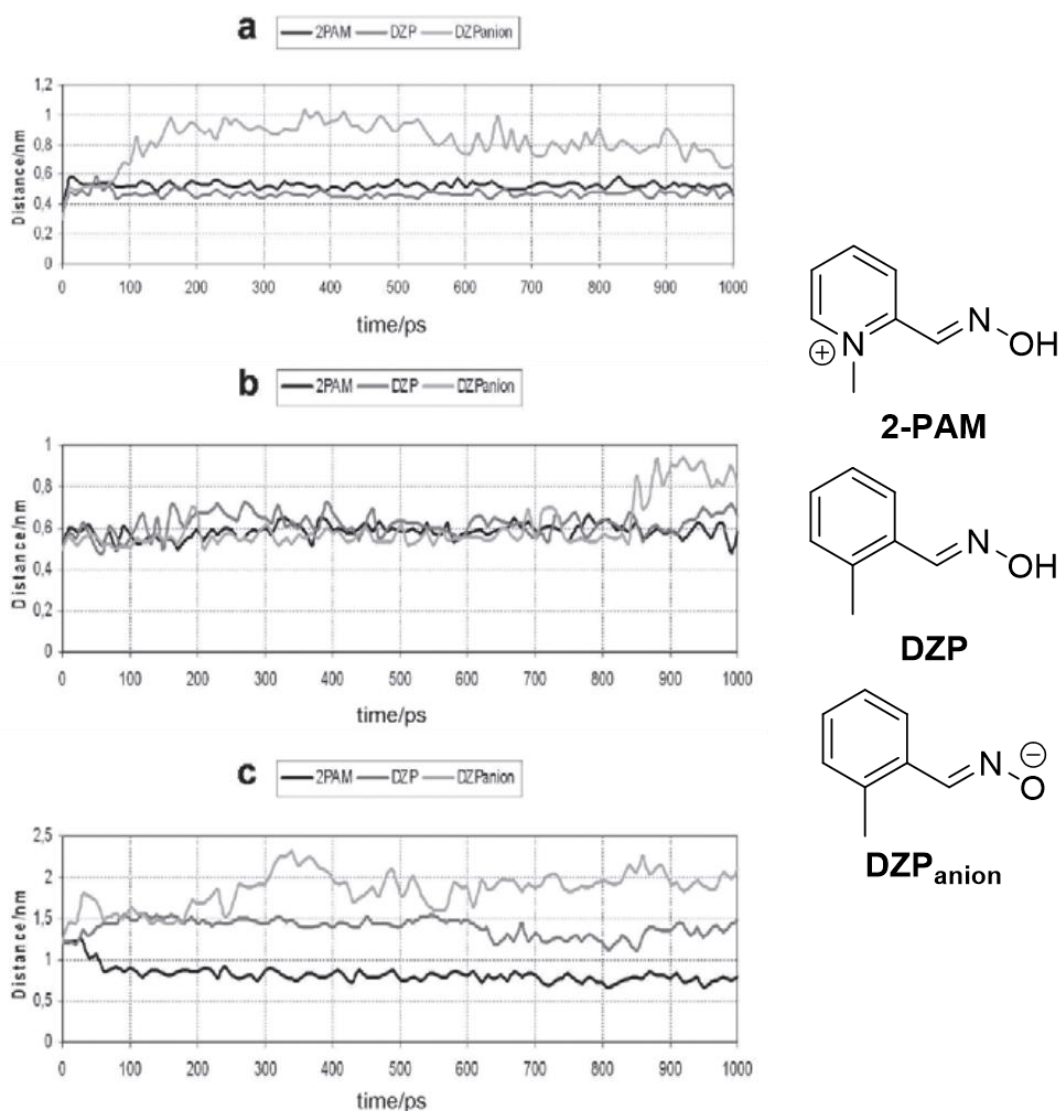 a
2PAM DZP DZPanion
1,2
1
0,8
0,6
0,4
0,2
0
Distance/nm
0 100 200 300 400 500 600 700 800 900 1000
time/ps
b
2PAM DZP DZPanion
1
0,8
0,6
0,4
0,2
0
Distance/nm
0 100 200 300 400 500 600 700 800 900 1000
time/ps
c
2PAM DZP DZPanion
2,5
2
1,5
1
0,5
0
Distance/nm
0 100 200 300 400 500 600 700 800 900 1000
time/ps
N
OH
N
+
2-PAM
N
OH
DZP
N
O
−
DZPanion